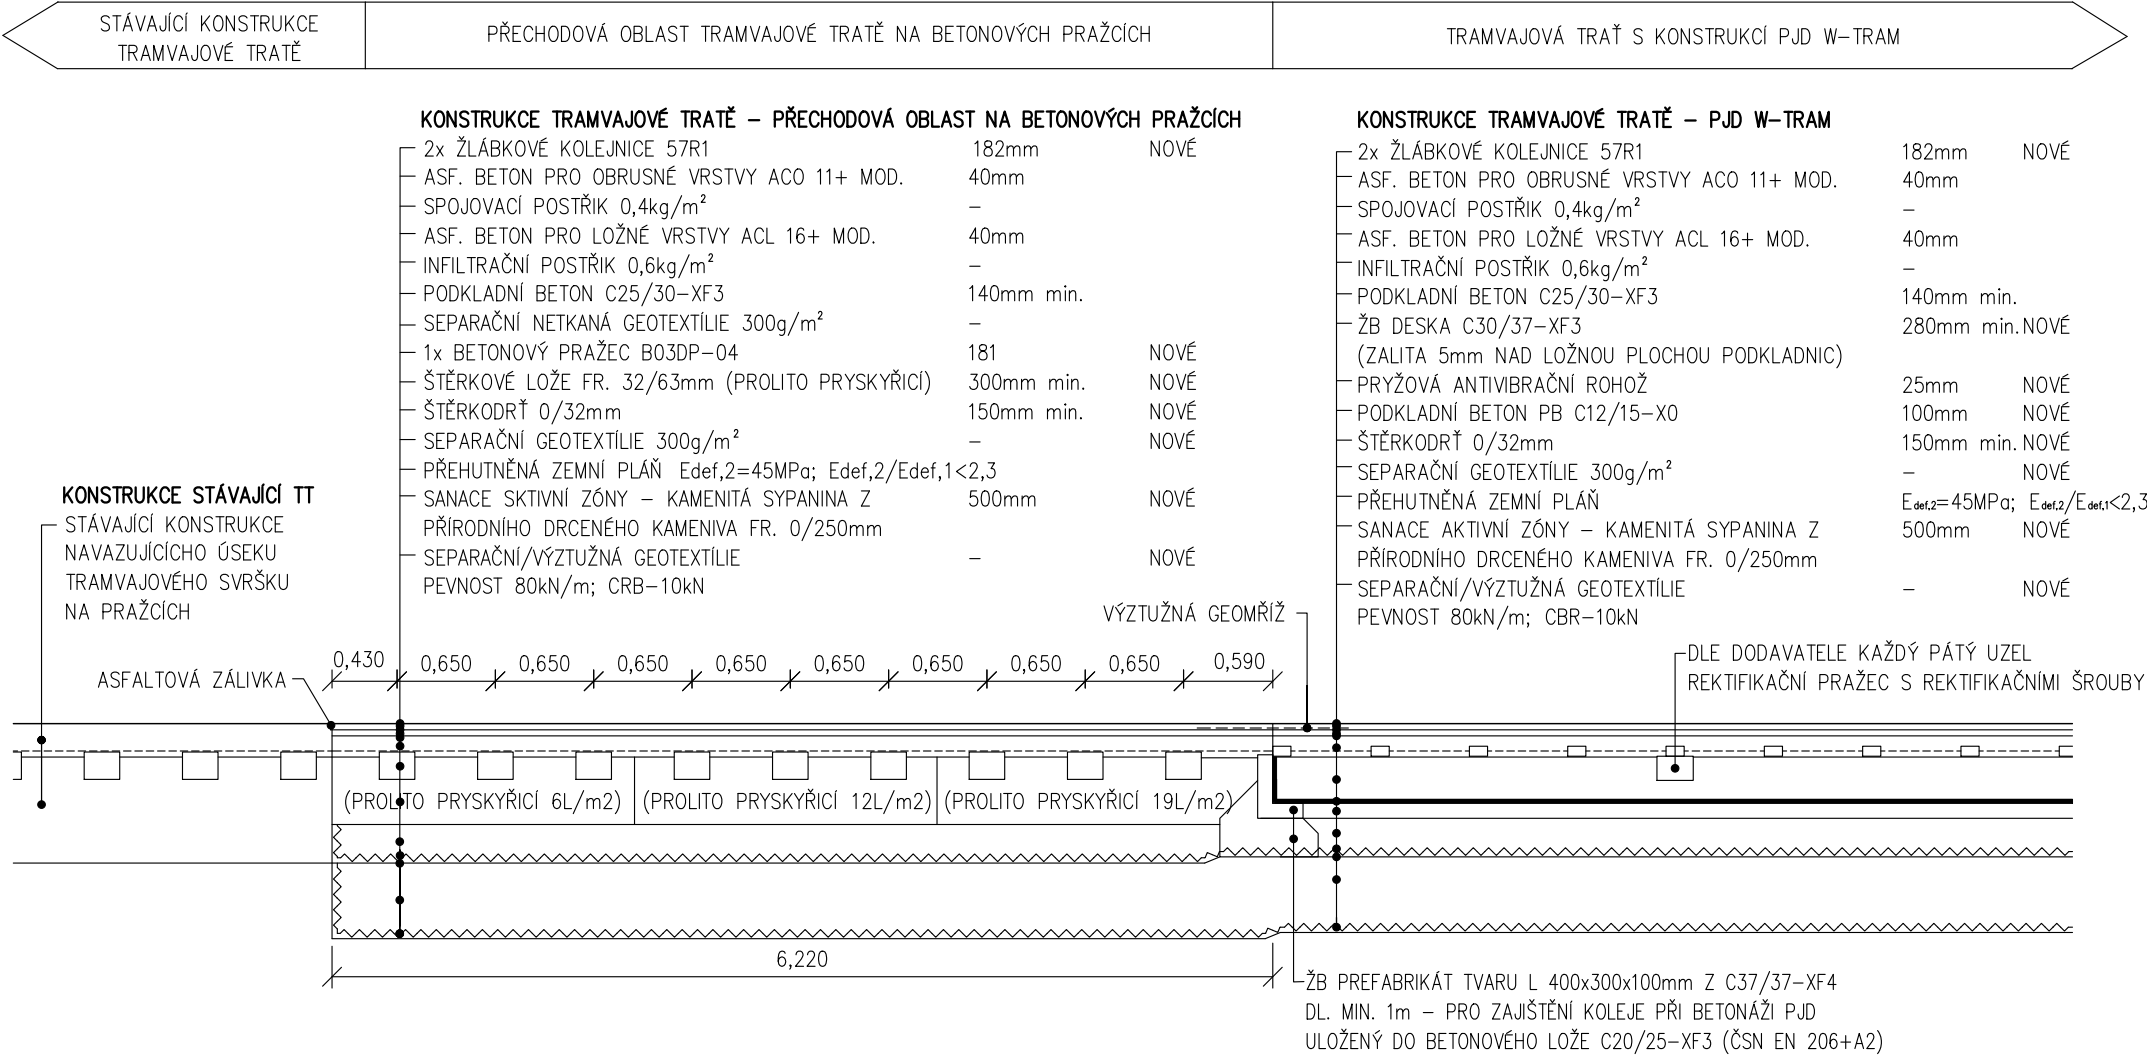 STÁVAJÍCÍ KONSTRUKCE
TRAMVAJOVÉ TRATĚ
PŘECHODOVÁ OBLAST TRAMVAJOVÉ TRATĚ NA BETONOVÝCH PRAŽCÍCH
TRAMVAJOVÁ TRAŤ S KONSTRUKCÍ PJD W-TRAM
KONSTRUKCE TRAMVAJOVÉ TRATĚ – PŘECHODOVÁ OBLAST NA BETONOVÝCH PRAŽCÍCH
2x ŽLÁBKOVÉ KOLEJNICE 57R1 182mm NOVÉ
ASF. BETON PRO OBRUSNÉ VRSTVY ACO 11+ MOD. 40mm
SPOJOVACÍ POSTŘIK 0,4kg/m² –
ASF. BETON PRO LOŽNÉ VRSTVY ACL 16+ MOD. 40mm
INFILTRAČNÍ POSTŘIK 0,6kg/m² –
PODKLADNÍ BETON C25/30-XF3 140mm min.
SEPARAČNÍ NETKANÁ GEOTEXTÍLIE 300g/m² –
1x BETONOVÝ PRAŽEC B03DP-04 181 NOVÉ
ŠTĚRKOVÉ LOŽE FR. 32/63mm (PROLITO PRYSKYŘICÍ) 300mm min. NOVÉ
ŠTĚRKODRŤ 0/32mm 150mm min. NOVÉ
SEPARAČNÍ GEOTEXTÍLIE 300g/m² – NOVÉ
PŘEHUTNĚNÁ ZEMNÍ PLÁŇ Edef,2=45MPa; Edef,2/Edef,1<2,3
SANACE SKTIVNÍ ZÓNY – KAMENITÁ SYPANINA Z 500mm NOVÉ
PŘÍRODNÍHO DRCENÉHO KAMENIVA FR. 0/250mm
SEPARAČNÍ/VÝZTUŽNÁ GEOTEXTÍLIE – NOVÉ
PEVNOST 80kN/m; CRB-10kN
KONSTRUKCE TRAMVAJOVÉ TRATĚ – PJD W-TRAM
2x ŽLÁBKOVÉ KOLEJNICE 57R1 182mm NOVÉ
ASF. BETON PRO OBRUSNÉ VRSTVY ACO 11+ MOD. 40mm
SPOJOVACÍ POSTŘIK 0,4kg/m² –
ASF. BETON PRO LOŽNÉ VRSTVY ACL 16+ MOD. 40mm
INFILTRAČNÍ POSTŘIK 0,6kg/m² –
PODKLADNÍ BETON C25/30-XF3 140mm min.
ŽB DESKA C30/37-XF3 280mm min. NOVÉ
(ZALITA 5mm NAD LOŽNOU PLOCHOU PODKLADNIC)
PRYŽOVÁ ANTIVIBRAČNÍ ROHOŽ 25mm NOVÉ
PODKLADNÍ BETON PB C12/15-X0 100mm NOVÉ
ŠTĚRKODRŤ 0/32mm 150mm min. NOVÉ
SEPARAČNÍ GEOTEXTÍLIE 300g/m² – NOVÉ
PŘEHUTNĚNÁ ZEMNÍ PLÁŇ Edef,2=45MPa; Edef,2/Edef,1<2,3
SANACE AKTIVNÍ ZÓNY – KAMENITÁ SYPANINA Z 500mm NOVÉ
PŘÍRODNÍHO DRCENÉHO KAMENIVA FR. 0/250mm
SEPARAČNÍ/VÝZTUŽNÁ GEOTEXTÍLIE – NOVÉ
PEVNOST 80kN/m; CBR-10kN
KONSTRUKCE STÁVAJÍCÍ TT
STÁVAJÍCÍ KONSTRUKCE
NAVAZUJÍCÍCHO ÚSEKU
TRAMVAJOVÉHO SVRŠKU
NA PRAŽCÍCH
VÝZTUŽNÁ GEOMŘÍŽ
DLE DODAVATELE KAŽDÝ PÁTÝ UZEL
REKTIFIKAČNÍ PRAŽEC S REKTIFIKAČNÍMI ŠROUBY
ASFALTOVÁ ZÁLIVKA
0,430 0,650 0,650 0,650 0,650 0,650 0,650 0,650 0,650 0,590
(PROLITO PRYSKYŘICÍ 6L/m2) (PROLITO PRYSKYŘICÍ 12L/m2) (PROLITO PRYSKYŘICÍ 19L/m2)
6,220
ŽB PREFABRIKÁT TVARU L 400x300x100mm Z C37/37-XF4
DL. MIN. 1m – PRO ZAJIŠTĚNÍ KOLEJE PŘI BETONÁŽI PJD
ULOŽENÝ DO BETONOVÉHO LOŽE C20/25-XF3 (ČSN EN 206+A2)